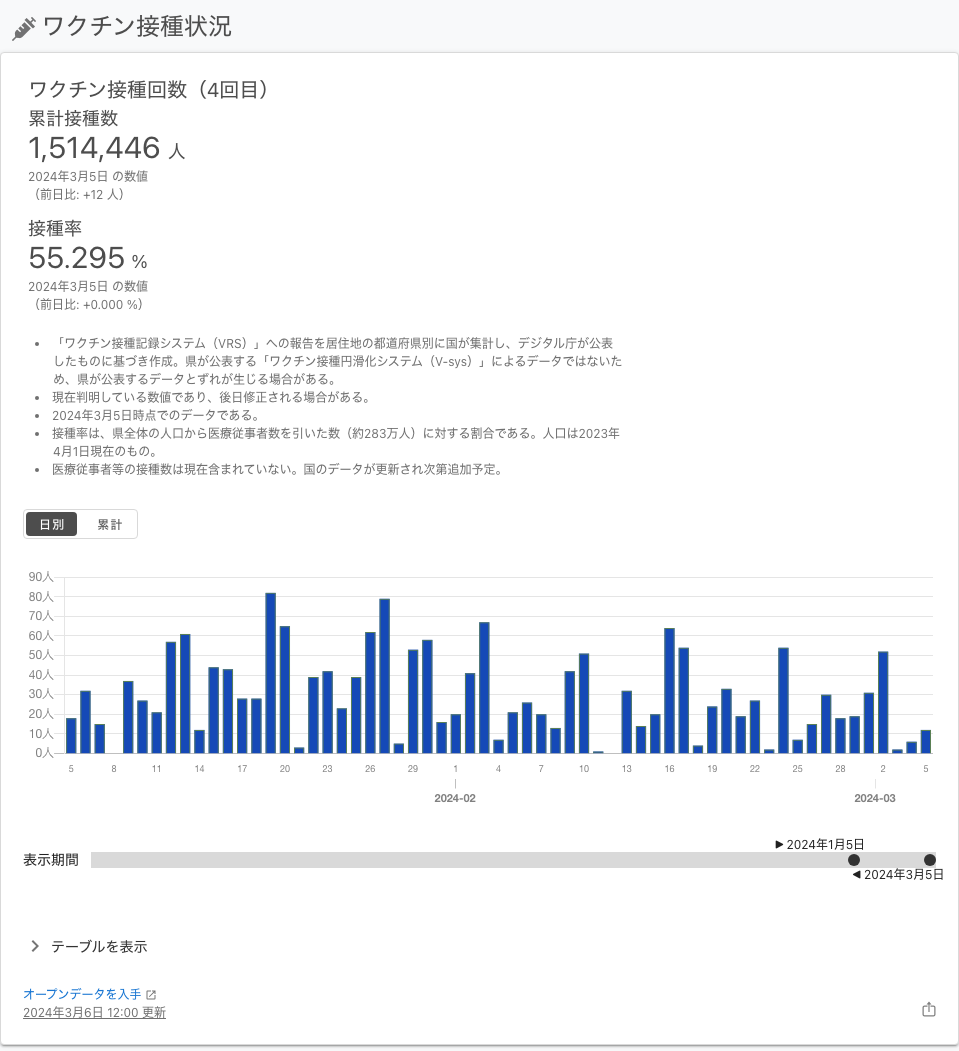 ワクチン接種状況
ワクチン接種回数（4回目）
累計接種数
1,514,446 人
2024年3月5日 の数値
（前日比: +12 人）
接種率
55.295 %
2024年3月5日 の数値
（前日比: +0.000 %）
• 「ワクチン接種記録システム（VRS）」への報告を居住地の都道府県別に国が集計し、デジタル庁が公表
したものに基づき作成。県が公表する「ワクチン接種円滑化システム（V-sys）」によるデータではないた
め、県が公表するデータとずれが生じる場合がある。
• 現在判明している数値であり、後日修正される場合がある。
• 2024年3月5日時点でのデータである。
• 接種率は、県全体の人口から医療従事者数を引いた数（約283万人）に対する割合である。人口は2023年
4月1日現在のもの。
• 医療従事者等の接種数は現在含まれていない。国のデータが更新され次第追加予定。
日別 累計
90人
80人
70人
60人
50人
40人
30人
20人
10人
0人
5 8 11 14 17 20 23 26 29 1 4 7 10 13 16 19 22 25 28 2 5
2024-02 2024-03
▶ 2024年1月5日
表示期間
◀ 2024年3月5日
テーブルを表示
オープンデータを入手
2024年3月6日 12:00 更新